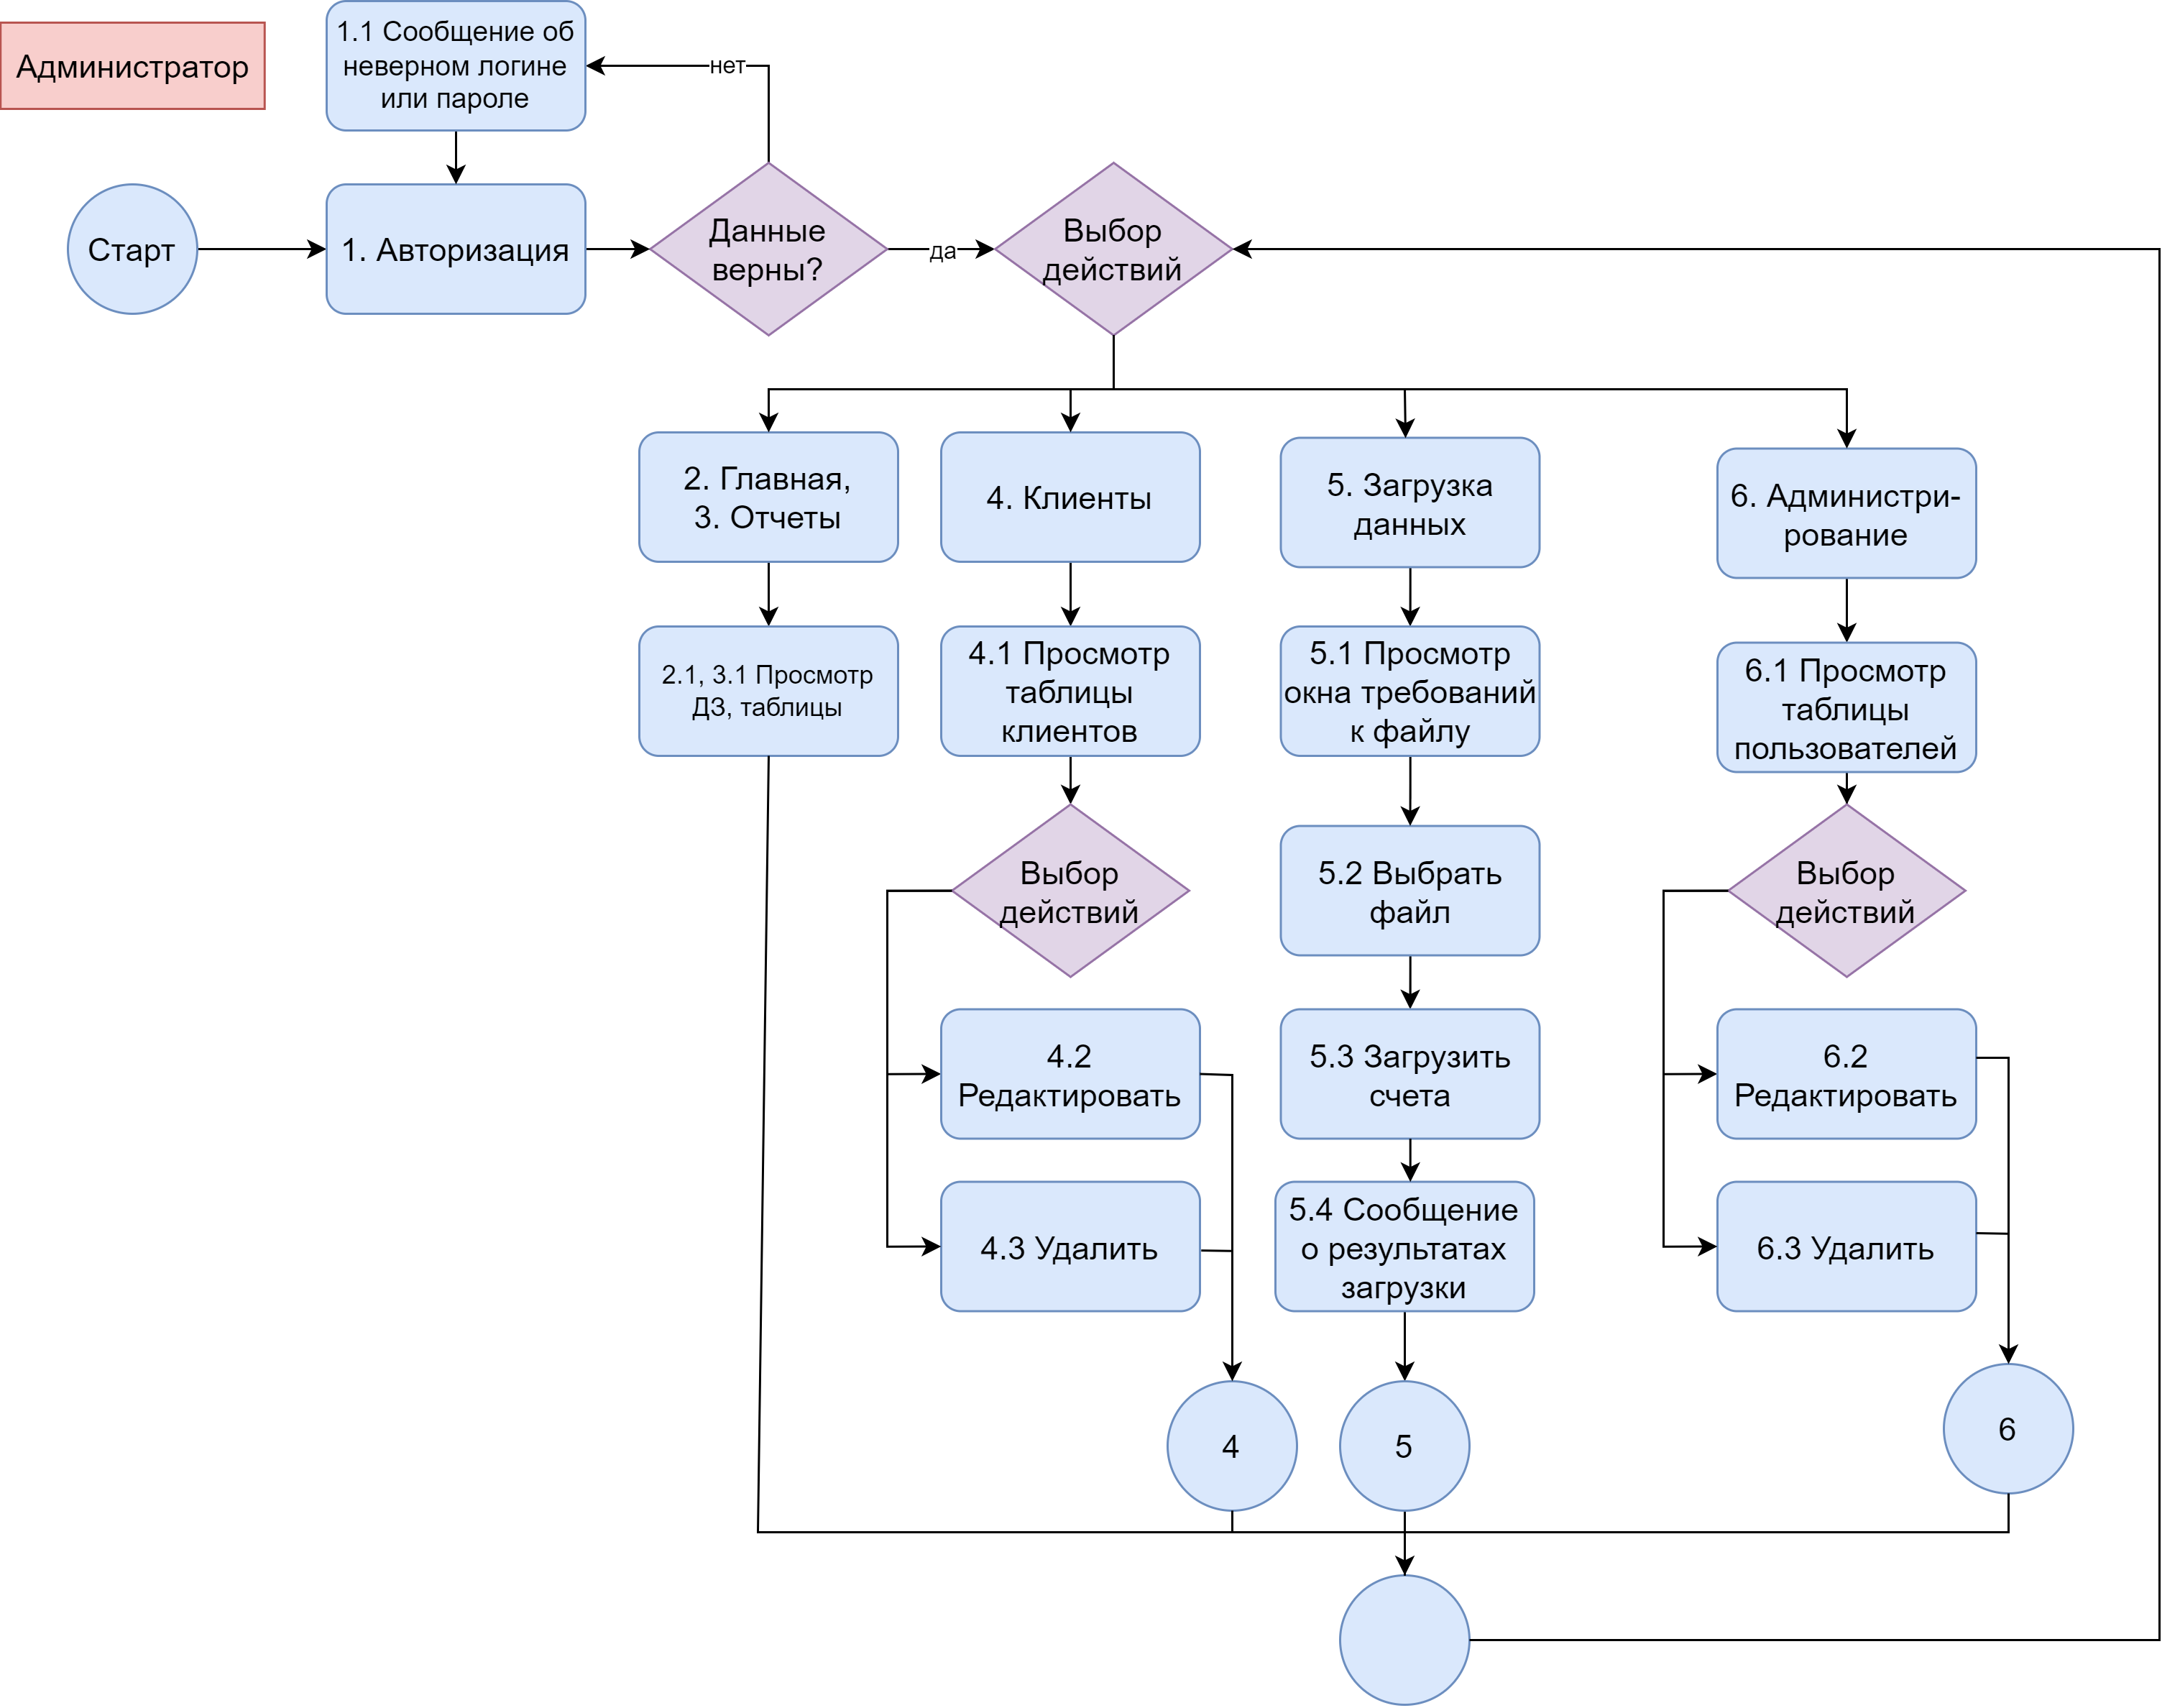 1.1 Сообщение об
неверном логине
или пароле
Администратор
нет
Старт
1. Авторизация
Данные
верны?
да
Выбор
действий
2. Главная,
3. Отчеты
4. Клиенты
5. Загрузка
данных
6. Администри-
рование
2.1, 3.1 Просмотр
ДЗ, таблицы
4.1 Просмотр
таблицы
клиентов
5.1 Просмотр
окна требований
к файлу
6.1 Просмотр
таблицы
пользователей
Выбор
действий
5.2 Выбрать
файл
Выбор
действий
4.2
Редактировать
5.3 Загрузить
счета
6.2
Редактировать
4.3 Удалить
5.4 Сообщение
о результатах
загрузки
6.3 Удалить
4
5
6